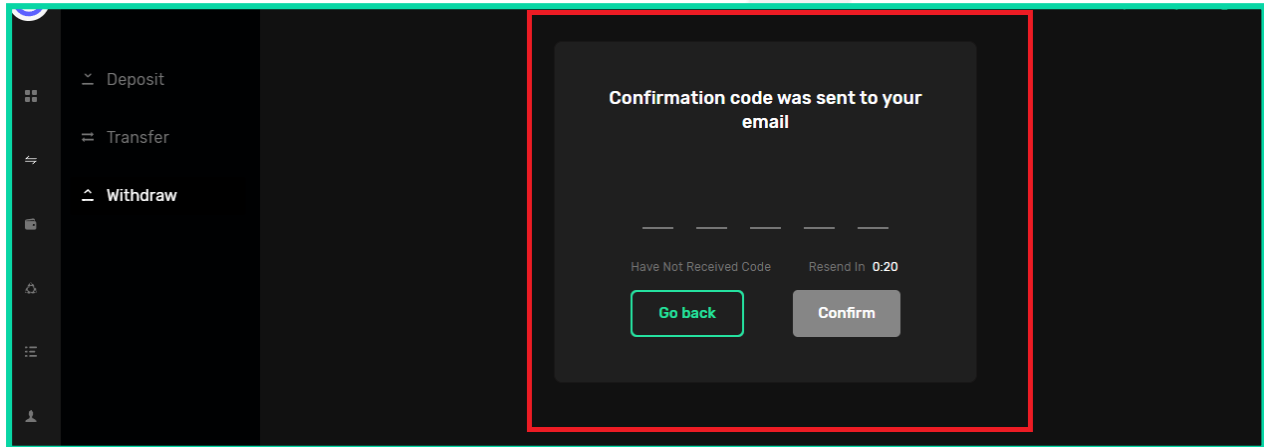 Deposit
Transfer
Withdraw
Confirmation code was sent to your
email
Have Not Received Code Resend In 0:20
Go back Confirm